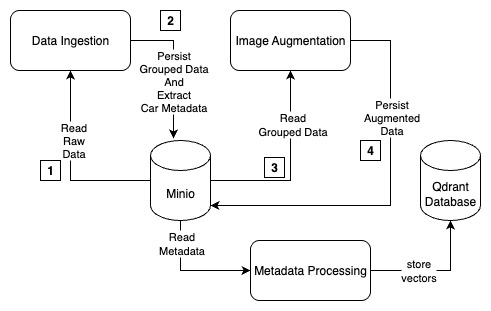 2
Data Ingestion
Image Augmentation
Persist
Grouped Data
And
Extract
Car Metadata
Read
Raw
Data
1
Read
Grouped Data
3
Persist
Augmented
Data
4
Minio
Qdrant
Database
Read
Metadata
Metadata Processing
store
vectors